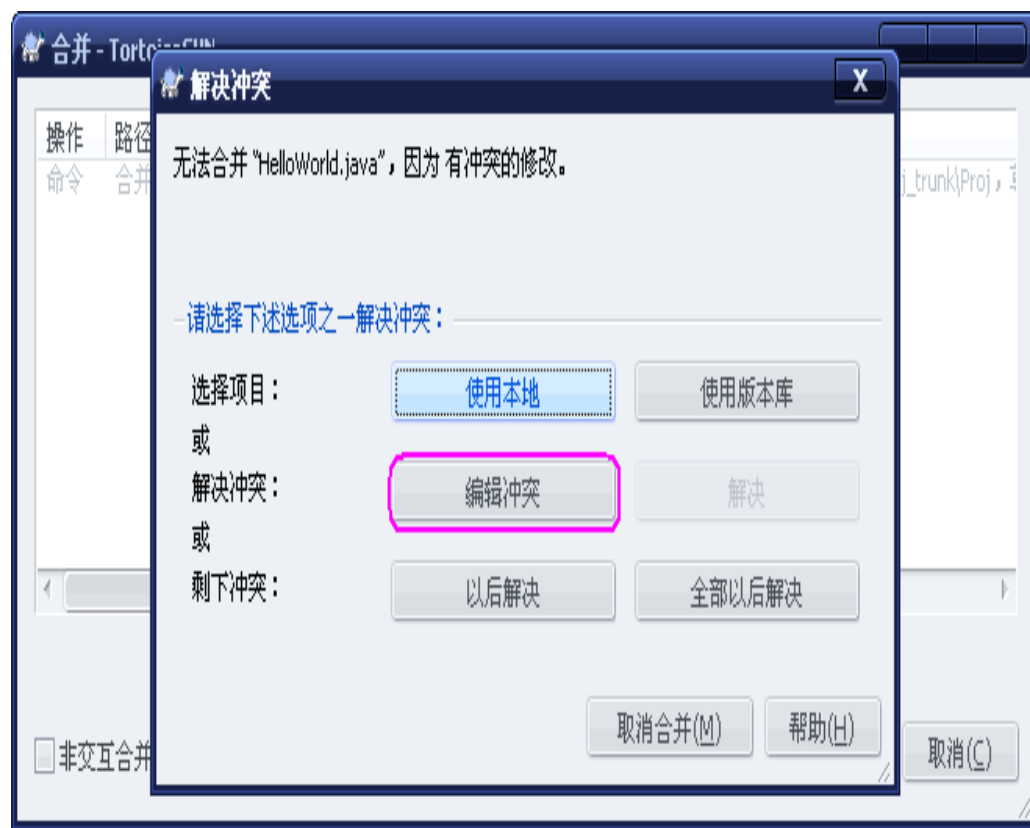 合并 -
解决冲突
X
操作 路径
命令 合并
无法合并 “HelloWorld.java”，因为 有冲突的修改。
j_trunk\Proj，
请选择下述选项之一解决冲突：
选择项目： 使用本地 使用版本库
或
解决冲突： 编辑冲突 解决
或
剩下冲突： 以后解决 全部以后解决
取消合并(M) 帮助(H)
非交互合并 取消(C)